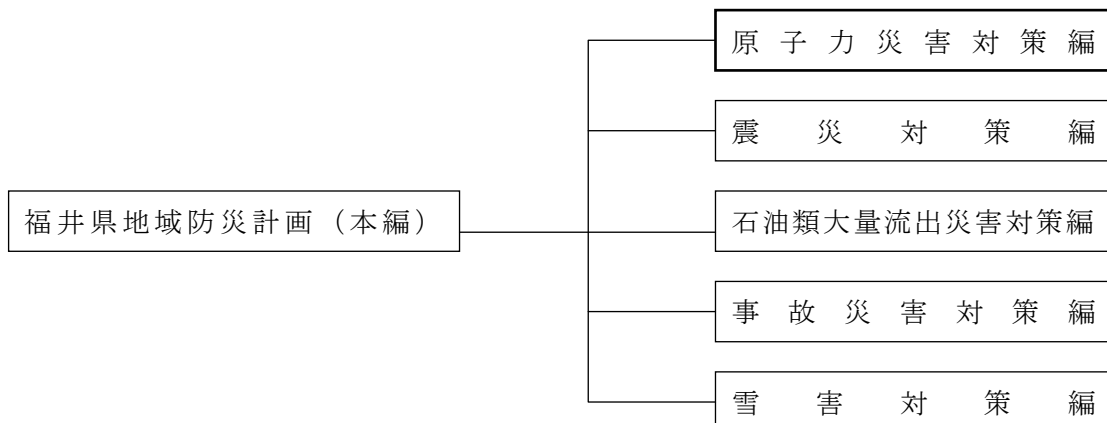 福井県地域防災計画（本編）
原子力災害対策編
震災対策編
石油類大量流出災害対策編
事故災害対策編
雪害対策編